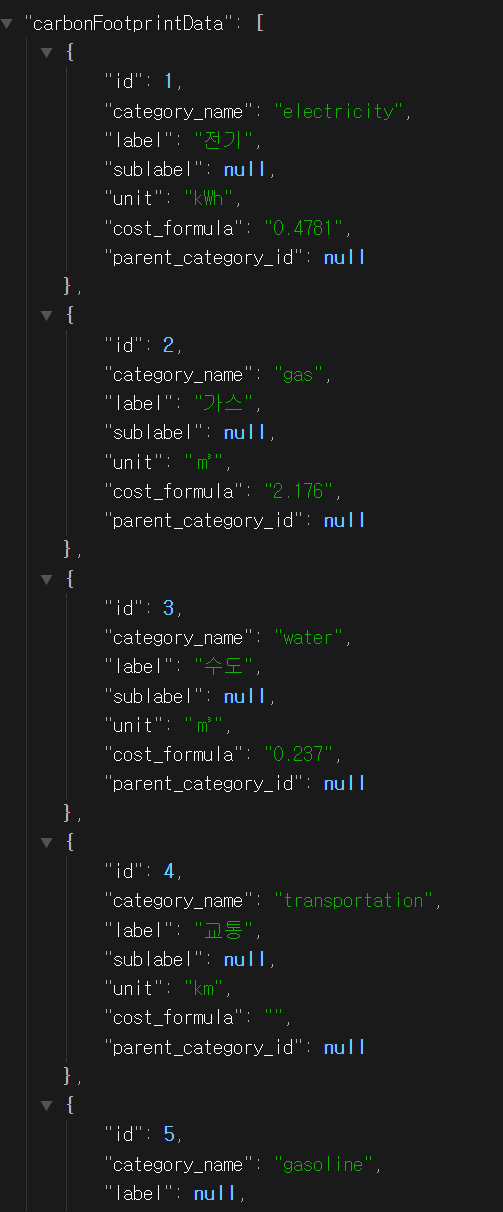 "carbonFootprintData": [
{
"id": 1,
"category_name": "electricity",
"label": "전기",
"sublabel": null,
"unit": "kWh",
"cost_formula": "0.4781",
"parent_category_id": null
},
{
"id": 2,
"category_name": "gas",
"label": "가스",
"sublabel": null,
"unit": "㎥",
"cost_formula": "2.176",
"parent_category_id": null
},
{
"id": 3,
"category_name": "water",
"label": "수도",
"sublabel": null,
"unit": "㎥",
"cost_formula": "0.237",
"parent_category_id": null
},
{
"id": 4,
"category_name": "transportation",
"label": "교통",
"sublabel": null,
"unit": "km",
"cost_formula": "",
"parent_category_id": null
},
{
"id": 5,
"category_name": "gasoline",
"label": null,